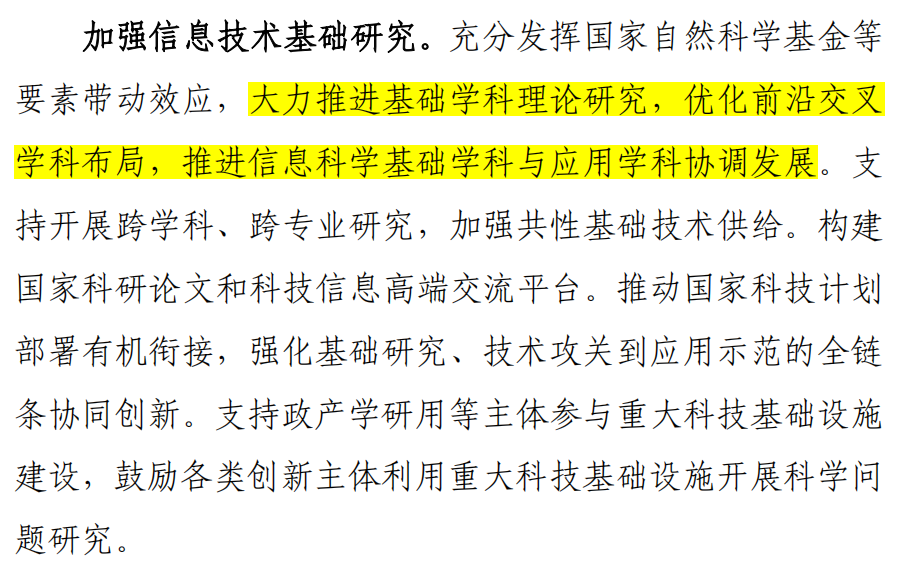 加强信息技术基础研究。充分发挥国家自然科学基金等
要素带动效应，大力推进基础学科理论研究，优化前沿交叉
学科布局，推进信息科学基础学科与应用学科协调发展。支
持开展跨学科、跨专业研究，加强共性基础技术供给。构建
国家科研论文和科技信息高端交流平台。推动国家科技计划
部署有机衔接，强化基础研究、技术攻关到应用示范的全链
条协同创新。支持政产学研用等主体参与重大科技基础设施
建设，鼓励各类创新主体利用重大科技基础设施开展科学问
题研究。